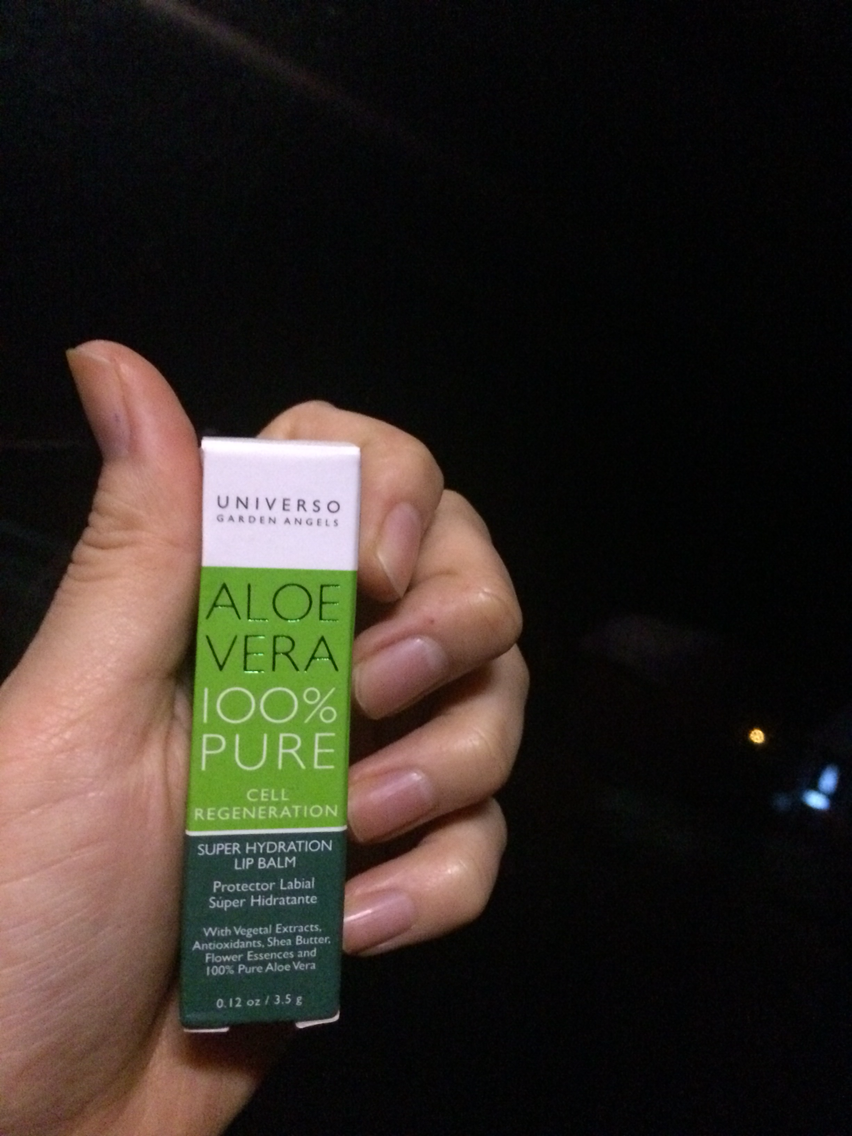 UNIVERSO
GARDEN ANGELS
ALOE
VERA
100%
PURE
CELL
REGENERATION
SUPER HYDRATION
LIP BALM
Protector Labial
Súper Hidratante
With Vegetal Extracts,
Antioxidants, Shea Butter,
Flower Essences and
100% Pure Aloe Vera
0.12 oz / 3.5 g